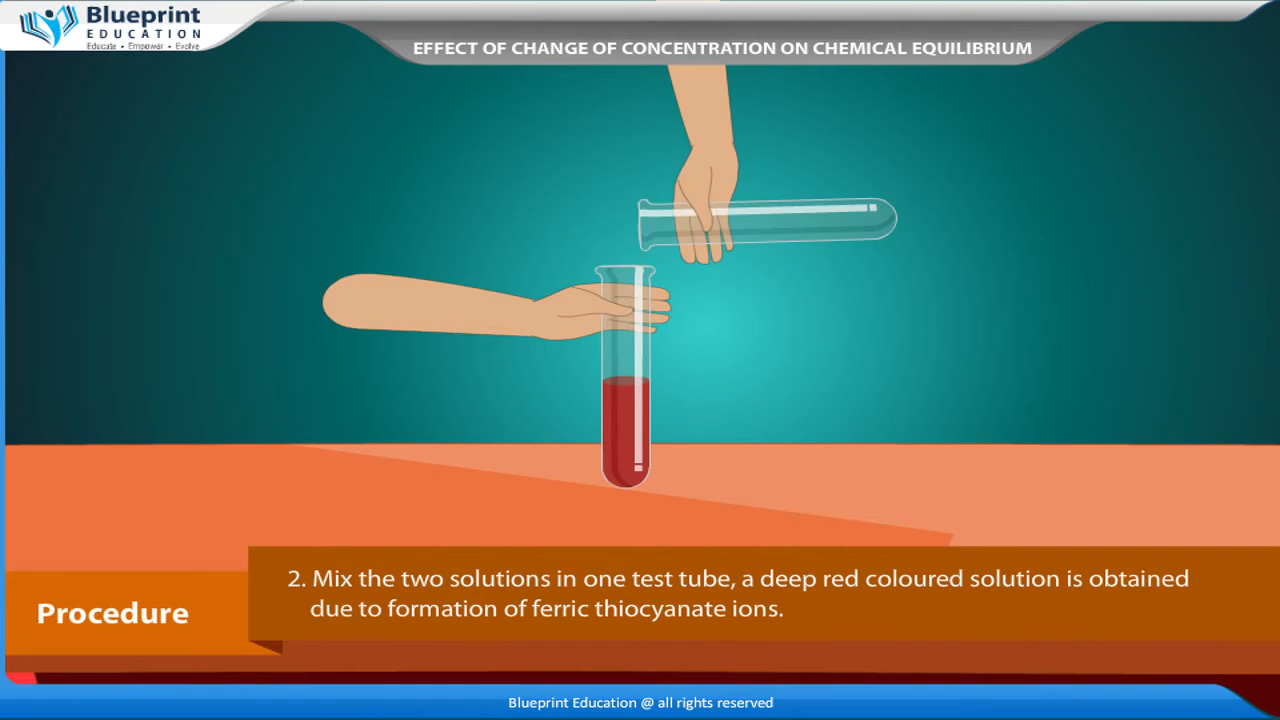 Blueprint
EDUCATION
Educate • Empower • Evolve
EFFECT OF CHANGE OF CONCENTRATION ON CHEMICAL EQUILIBRIUM
Procedure
2. Mix the two solutions in one test tube, a deep red coloured solution is obtained
due to formation of ferric thiocyanate ions.
Blueprint Education @ all rights reserved